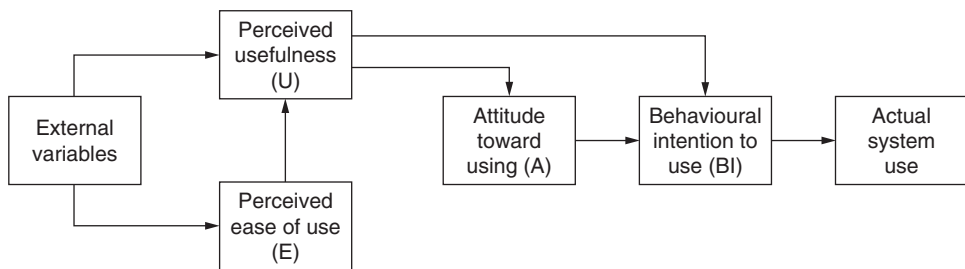 External
variables
Perceived
usefulness
(U)
Perceived
ease of use
(E)
Attitude
toward
using (A)
Behavioural
intention to
use (BI)
Actual
system
use